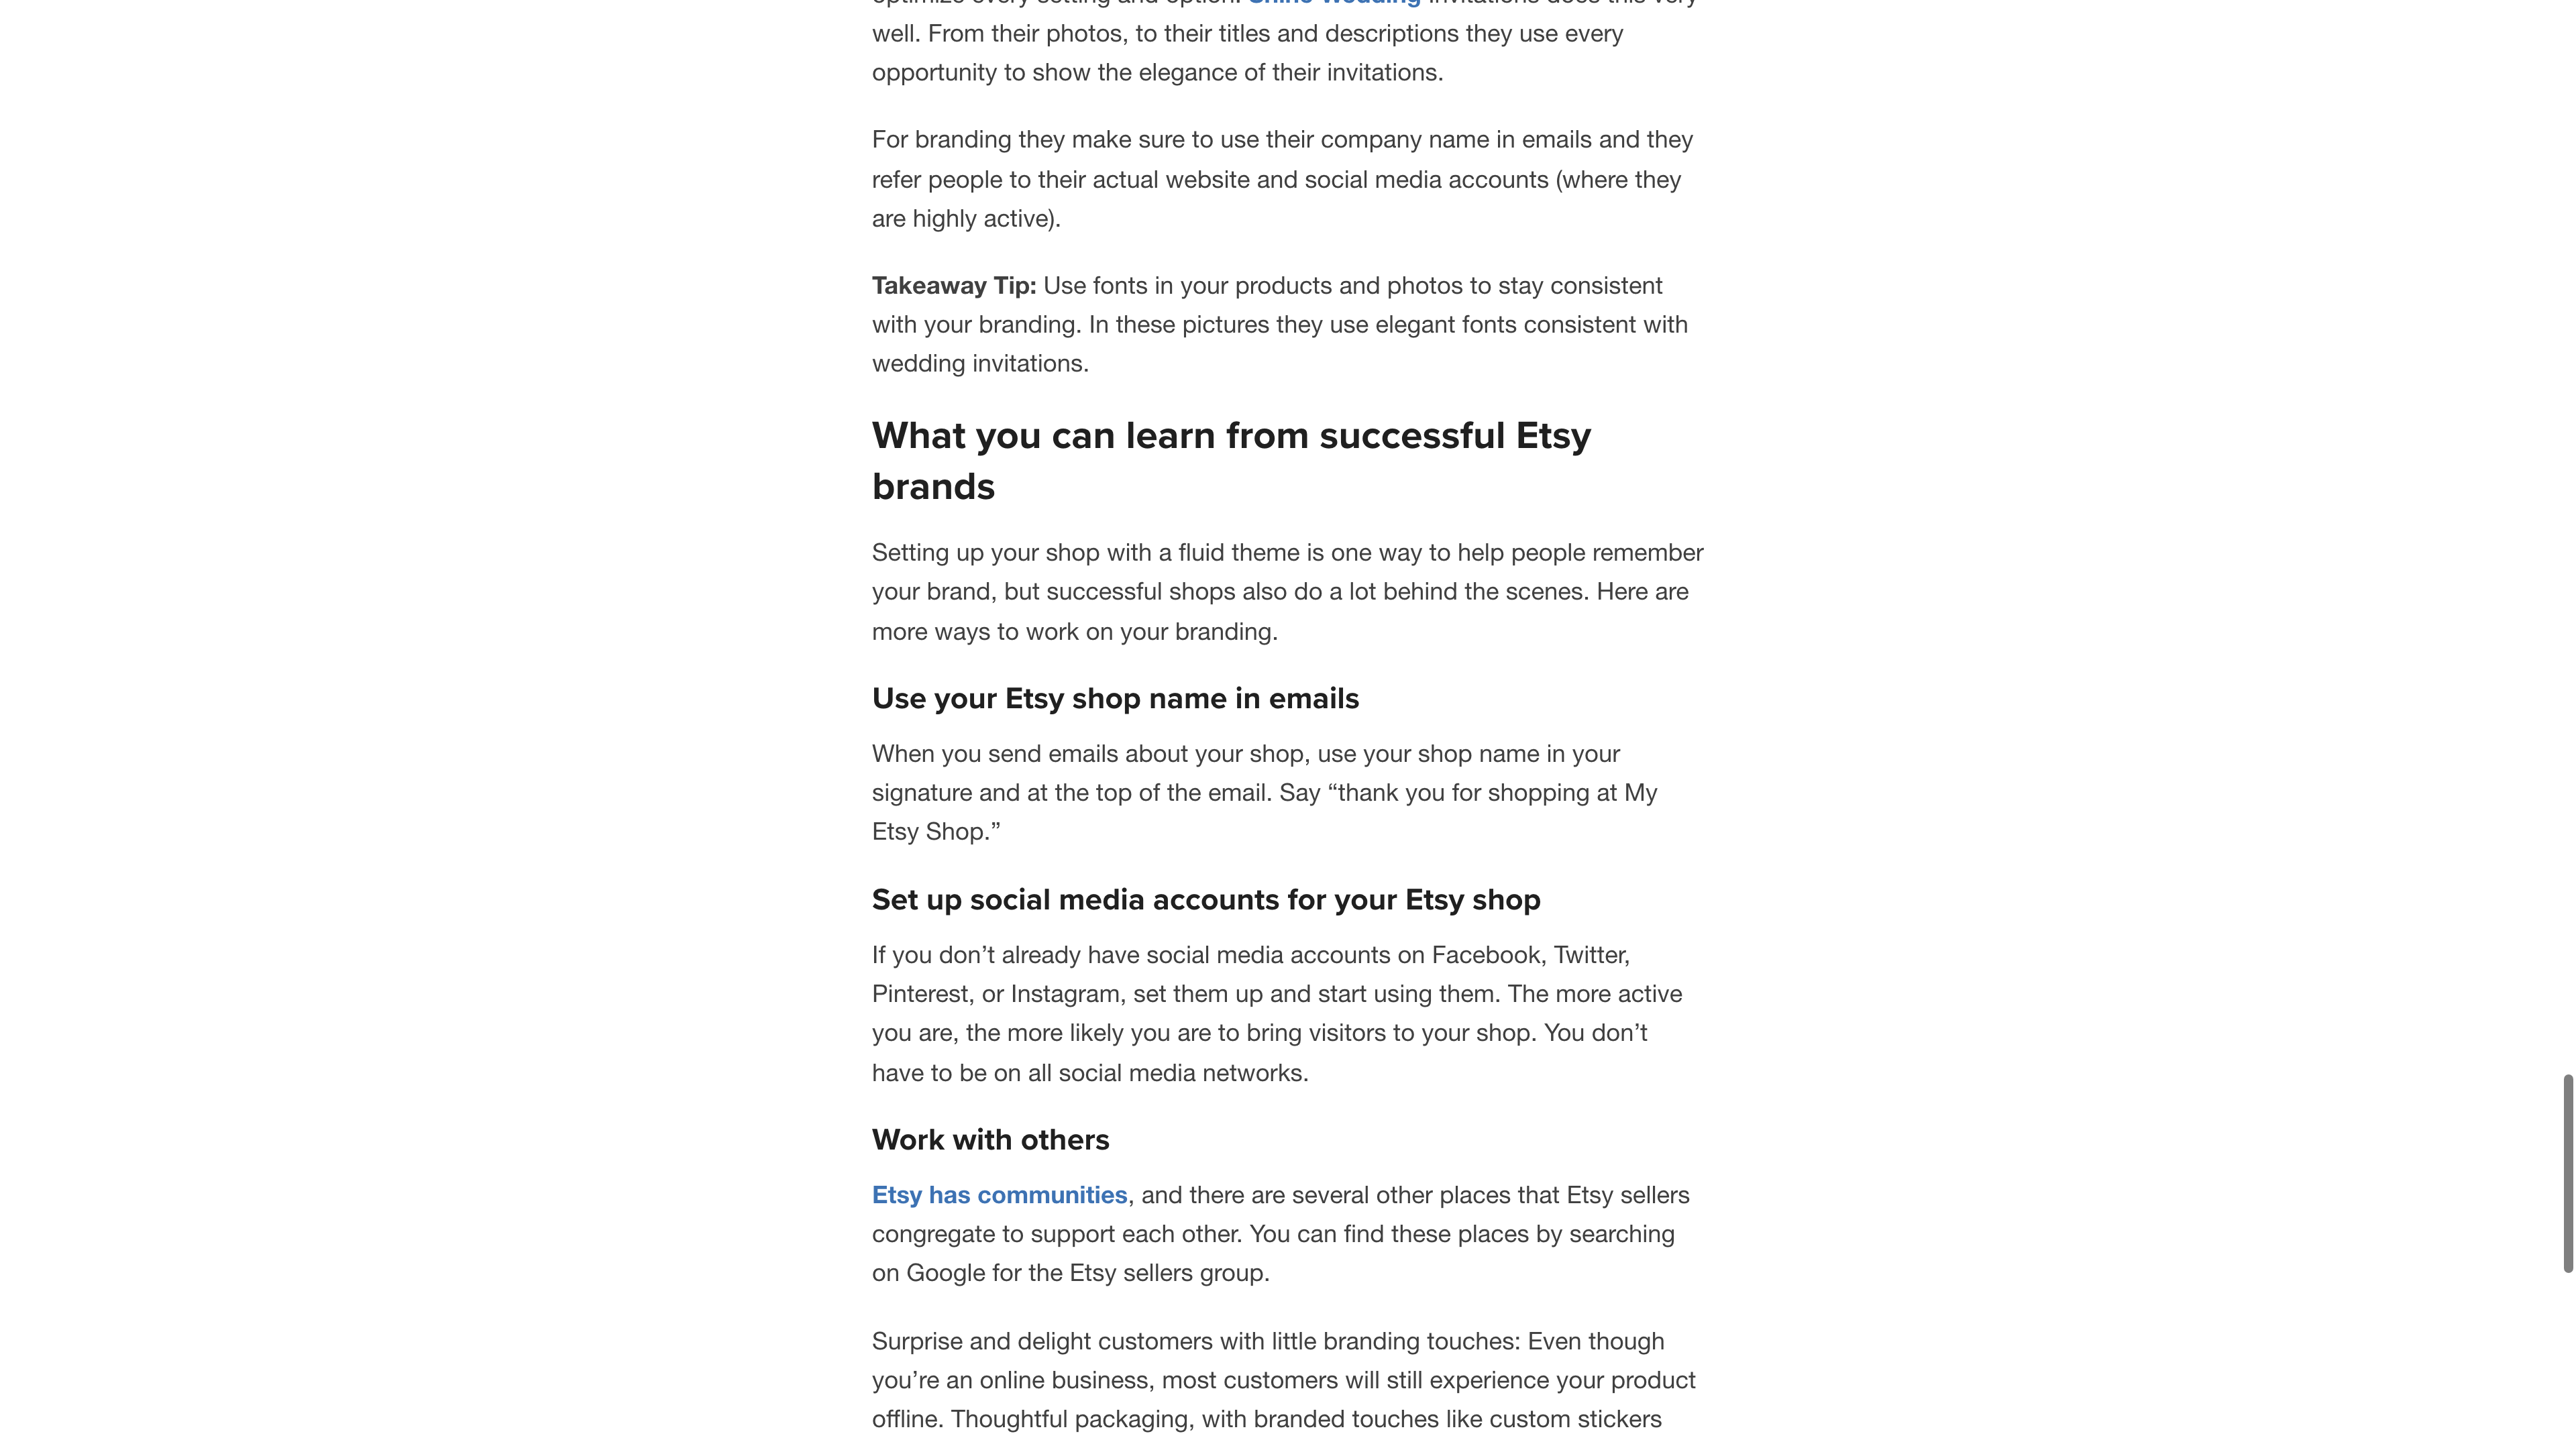 well. From their photos, to their titles and descriptions they use every
opportunity to show the elegance of their invitations.
For branding they make sure to use their company name in emails and they
refer people to their actual website and social media accounts (where they
are highly active).
Takeaway Tip: Use fonts in your products and photos to stay consistent
with your branding. In these pictures they use elegant fonts consistent with
wedding invitations.
What you can learn from successful Etsy
brands
Setting up your shop with a fluid theme is one way to help people remember
your brand, but successful shops also do a lot behind the scenes. Here are
more ways to work on your branding.
Use your Etsy shop name in emails
When you send emails about your shop, use your shop name in your
signature and at the top of the email. Say “thank you for shopping at My
Etsy Shop.”
Set up social media accounts for your Etsy shop
If you don’t already have social media accounts on Facebook, Twitter,
Pinterest, or Instagram, set them up and start using them. The more active
you are, the more likely you are to bring visitors to your shop. You don’t
have to be on all social media networks.
Work with others
Etsy has communities, and there are several other places that Etsy sellers
congregate to support each other. You can find these places by searching
on Google for the Etsy sellers group.
Surprise and delight customers with little branding touches: Even though
you’re an online business, most customers will still experience your product
offline. Thoughtful packaging, with branded touches like custom stickers